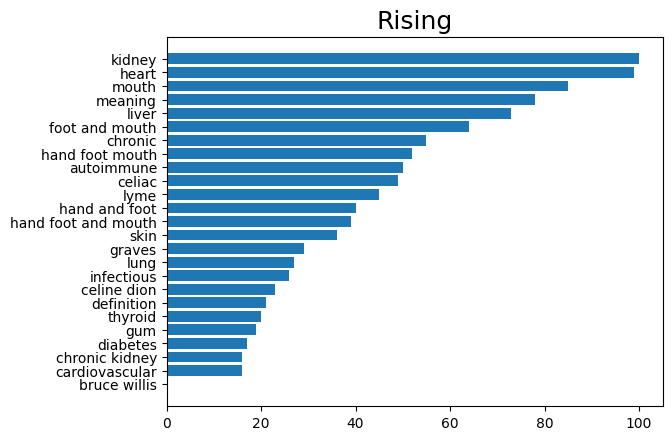 Rising
kidney
heart
mouth
meaning
liver
foot and mouth
chronic
hand foot mouth
autoimmune
celiac
lyme
hand and foot
hand foot and mouth
skin
graves
lung
infectious
celine dion
definition
thyroid
gum
diabetes
chronic kidney
cardiovascular
bruce willis
0 20 40 60 80 100